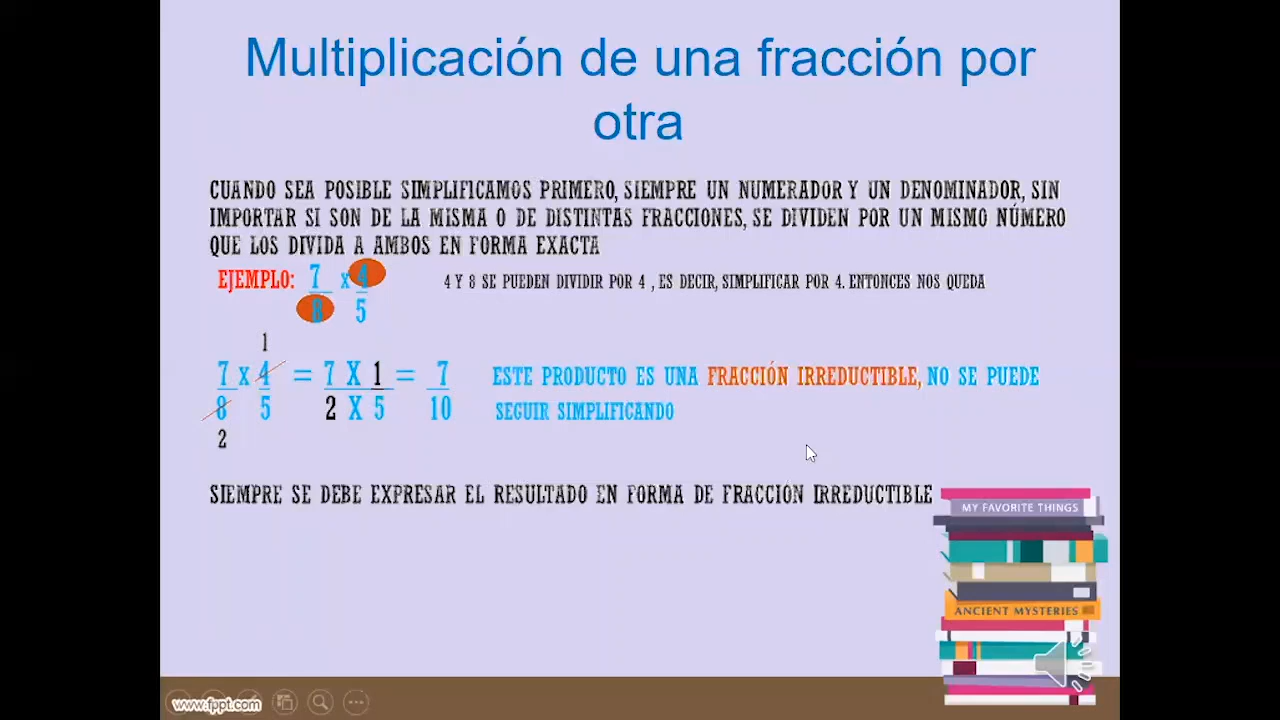 Multiplicación de una fracción por
otra
CUANDO SEA POSIBLE SIMPLIFICAMOS PRIMERO, SIEMPRE UN NUMERADOR Y UN DENOMINADOR, SIN
IMPORTAR SI SON DE LA MISMA O DE DISTINTAS FRACCIONES, SE DIVIDEN POR UN MISMO NÚMERO
QUE LOS DIVIDA A AMBOS EN FORMA EXACTA
EJEMPLO: 7 x 4
8 5
4 Y 8 SE PUEDEN DIVIDIR POR 4 , ES DECIR, SIMPLIFICAR POR 4. ENTONCES NOS QUEDA
1
7 x 4 = 7 X 1 = 7
8 5 2 X 5 10
2
ESTE PRODUCTO ES UNA FRACCIÓN IRREDUCTIBLE, NO SE PUEDE
SEGUIR SIMPLIFICANDO
SIEMPRE SE DEBE EXPRESAR EL RESULTADO EN FORMA DE FRACCION IRREDUCTIBLE
MY FAVORITE THINGS
ANCIENT MYSTERIES
www.fppt.com